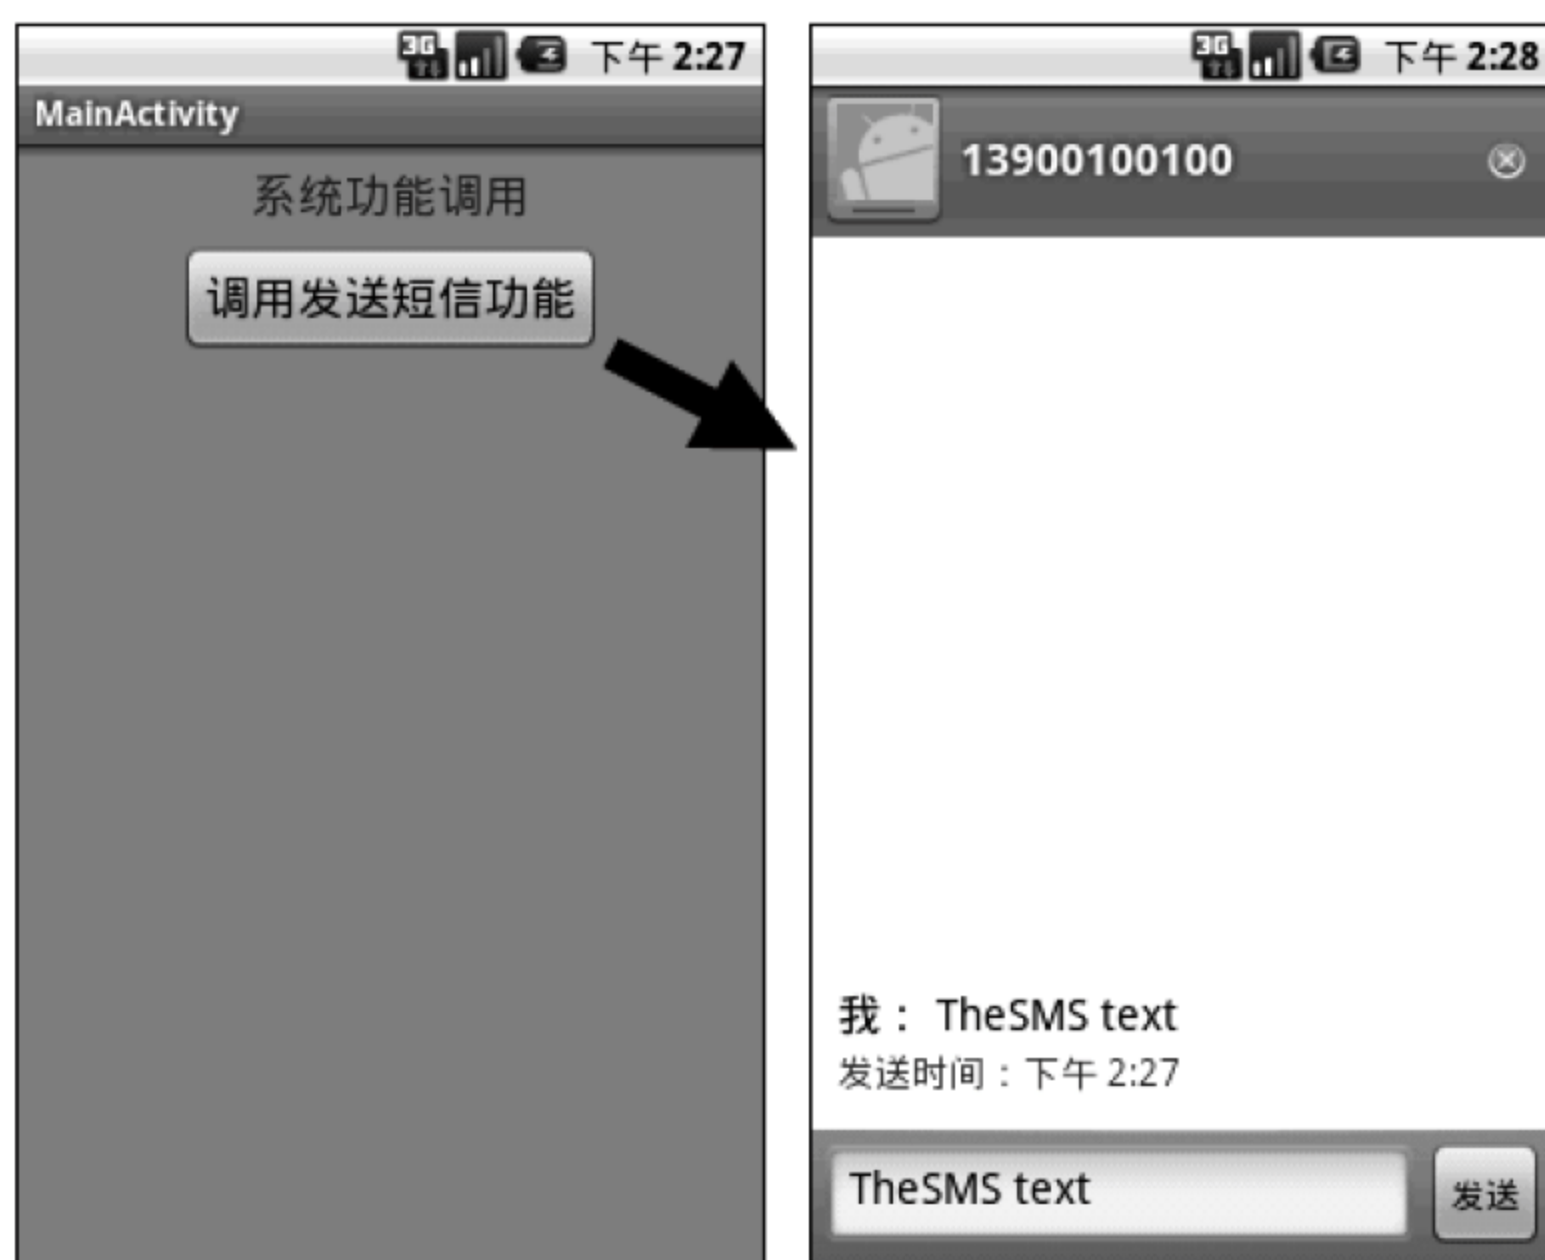 3G 下午 2:27
MainActivity
系统功能调用
调用发送短信功能
3G 下午 2:28
13900100100
我： TheSMS text
发送时间：下午 2:27
TheSMS text
发送